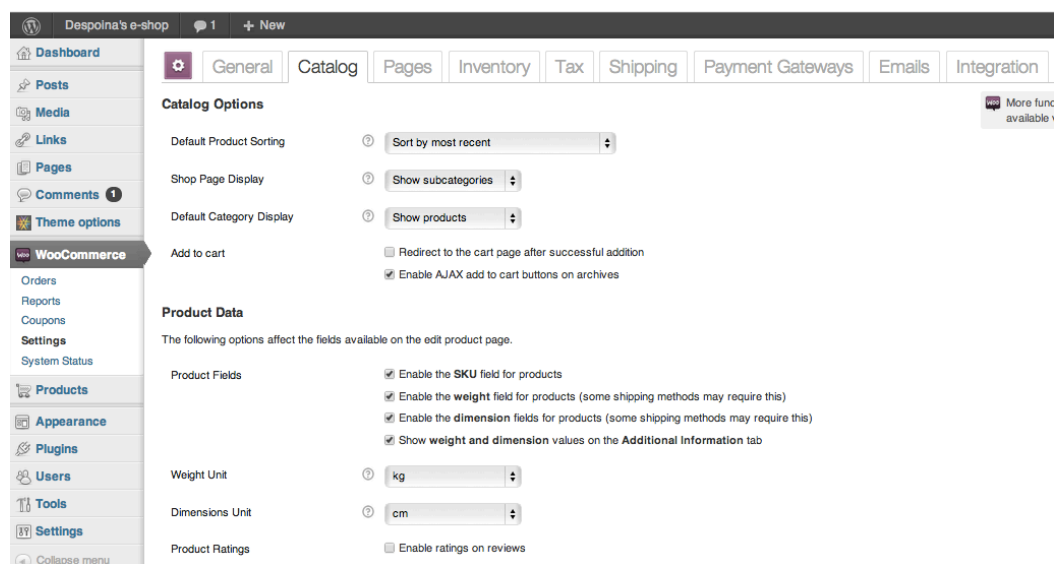 Despoina's e-shop 1 + New
Dashboard
Posts
Media
Links
Pages
Comments 1
Theme options
WooCommerce
Orders
Reports
Coupons
Settings
System Status
Products
Appearance
Plugins
Users
Tools
Settings
Collapse menu
General Catalog Pages Inventory Tax Shipping Payment Gateways Emails Integration
Catalog Options
Woo More
available
Default Product Sorting ? Sort by most recent
Shop Page Display ? Show subcategories
Default Category Display ? Show products
Add to cart Redirect to the cart page after successful addition
Enable AJAX add to cart buttons on archives
Product Data
The following options affect the fields available on the edit product page.
Product Fields Enable the SKU field for products
Enable the weight field for products (some shipping methods may require this)
Enable the dimension fields for products (some shipping methods may require this)
Show weight and dimension values on the Additional Information tab
Weight Unit ? kg
Dimensions Unit ? cm
Product Ratings Enable ratings on reviews